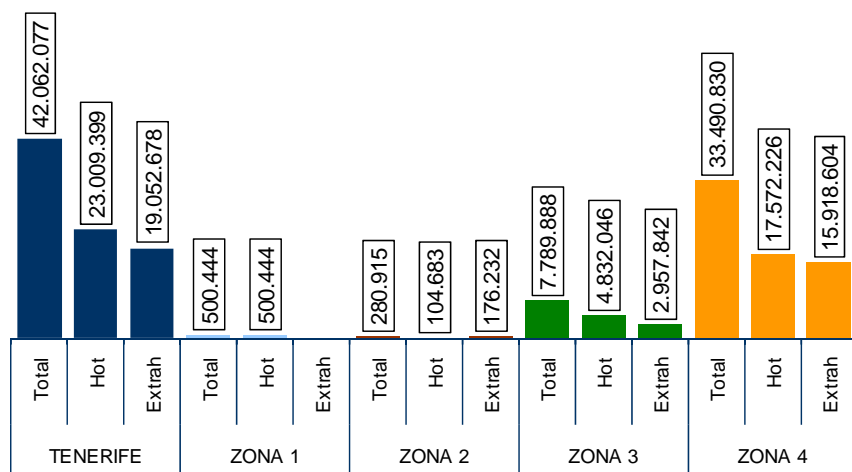 42.062.077
23.009.399
19.052.678
500.444
500.444
280.915
104.683
176.232
7.789.888
4.832.046
2.957.842
33.490.830
17.572.226
15.918.604
Total
Hot
Extrah
Total
Hot
Extrah
Total
Hot
Extrah
Total
Hot
Extrah
Total
Hot
Extrah
TENERIFE
ZONA 1
ZONA 2
ZONA 3
ZONA 4